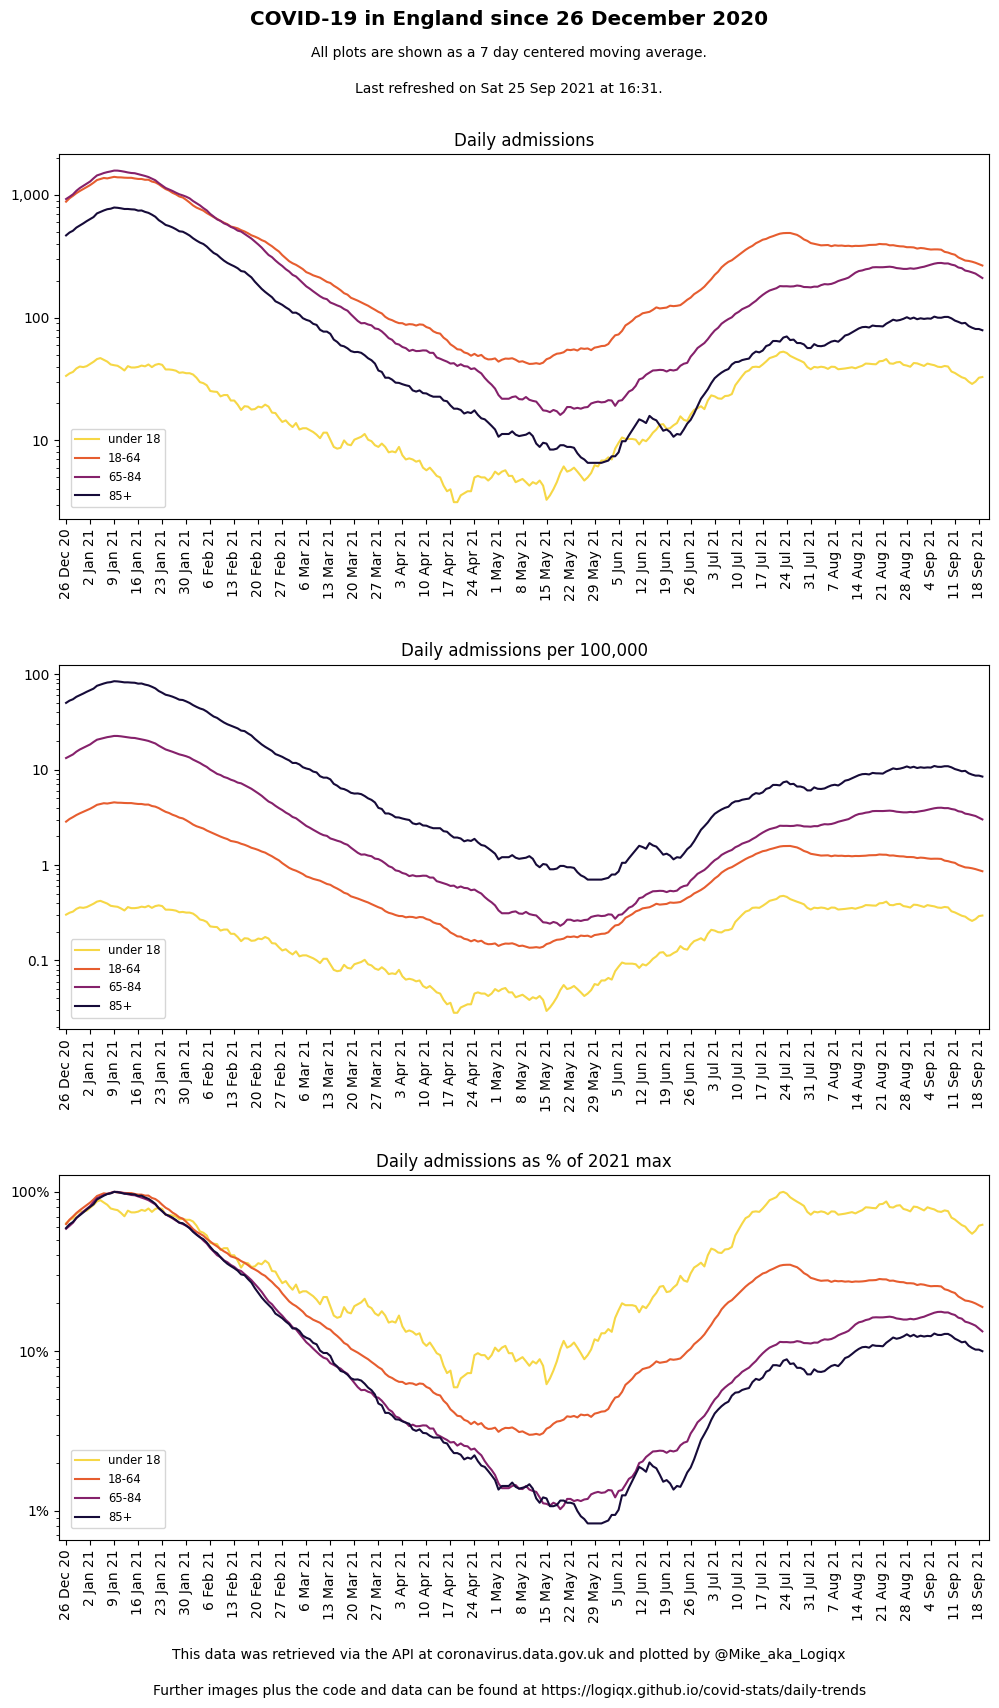 COVID-19 in England since 26 December 2020
All plots are shown as a 7 day centered moving average.
Last refreshed on Sat 25 Sep 2021 at 16:31.
Daily admissions
1,000
100
10
under 18
18-64
65-84
85+
26 Dec 20
2 Jan 21
9 Jan 21
16 Jan 21
23 Jan 21
30 Jan 21
6 Feb 21
13 Feb 21
20 Feb 21
27 Feb 21
6 Mar 21
13 Mar 21
20 Mar 21
27 Mar 21
3 Apr 21
10 Apr 21
17 Apr 21
24 Apr 21
1 May 21
8 May 21
15 May 21
22 May 21
29 May 21
5 Jun 21
12 Jun 21
19 Jun 21
26 Jun 21
3 Jul 21
10 Jul 21
17 Jul 21
24 Jul 21
31 Jul 21
7 Aug 21
14 Aug 21
21 Aug 21
28 Aug 21
4 Sep 21
11 Sep 21
18 Sep 21
Daily admissions per 100,000
100
10
1
0.1
under 18
18-64
65-84
85+
26 Dec 20
2 Jan 21
9 Jan 21
16 Jan 21
23 Jan 21
30 Jan 21
6 Feb 21
13 Feb 21
20 Feb 21
27 Feb 21
6 Mar 21
13 Mar 21
20 Mar 21
27 Mar 21
3 Apr 21
10 Apr 21
17 Apr 21
24 Apr 21
1 May 21
8 May 21
15 May 21
22 May 21
29 May 21
5 Jun 21
12 Jun 21
19 Jun 21
26 Jun 21
3 Jul 21
10 Jul 21
17 Jul 21
24 Jul 21
31 Jul 21
7 Aug 21
14 Aug 21
21 Aug 21
28 Aug 21
4 Sep 21
11 Sep 21
18 Sep 21
Daily admissions as % of 2021 max
100%
10%
1%
under 18
18-64
65-84
85+
26 Dec 20
2 Jan 21
9 Jan 21
16 Jan 21
23 Jan 21
30 Jan 21
6 Feb 21
13 Feb 21
20 Feb 21
27 Feb 21
6 Mar 21
13 Mar 21
20 Mar 21
27 Mar 21
3 Apr 21
10 Apr 21
17 Apr 21
24 Apr 21
1 May 21
8 May 21
15 May 21
22 May 21
29 May 21
5 Jun 21
12 Jun 21
19 Jun 21
26 Jun 21
3 Jul 21
10 Jul 21
17 Jul 21
24 Jul 21
31 Jul 21
7 Aug 21
14 Aug 21
21 Aug 21
28 Aug 21
4 Sep 21
11 Sep 21
18 Sep 21
This data was retrieved via the API at coronavirus.data.gov.uk and plotted by @Mike_aka_Logiqx
Further images plus the code and data can be found at https://logiqx.github.io/covid-stats/daily-trends